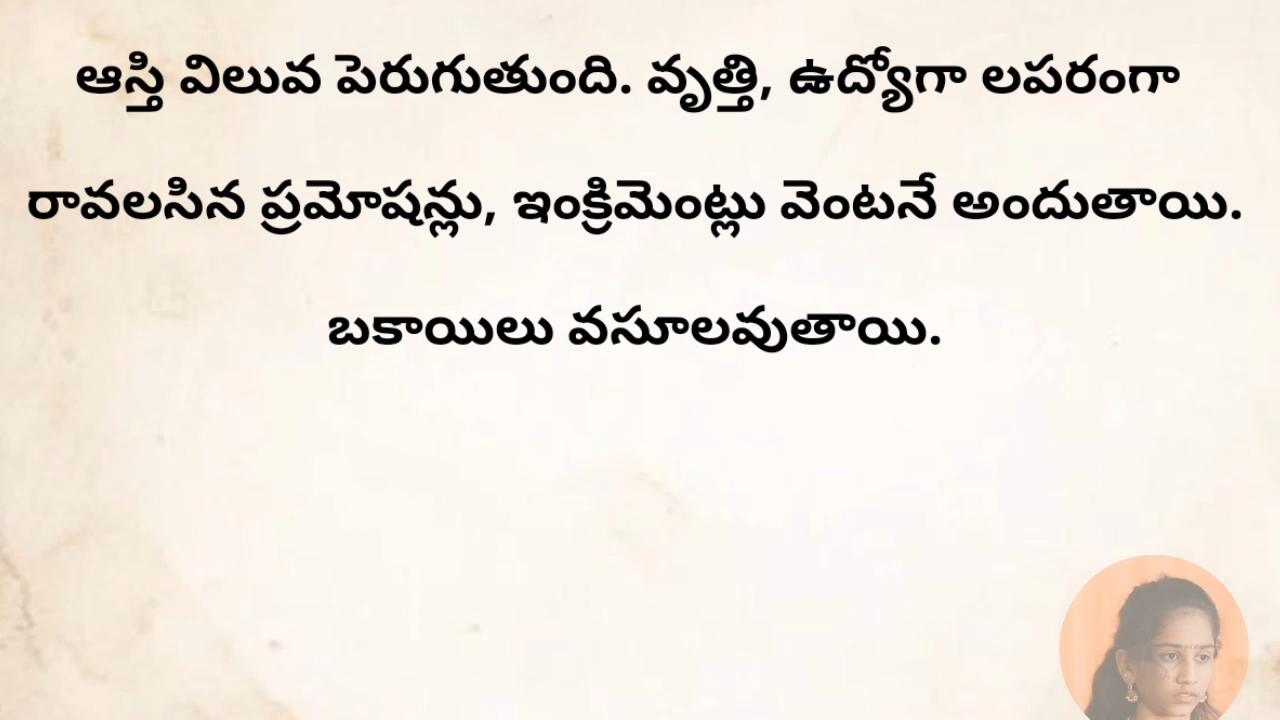 ఆస్తి విలువ పెరుగుతుంది. వృత్తి, ఉద్యోగా లపరంగా
రావలసిన ప్రమోషన్లు, ఇంక్రిమెంట్లు వెంటనే అందుతాయి.
బకాయిలు వసూలవుతాయి.